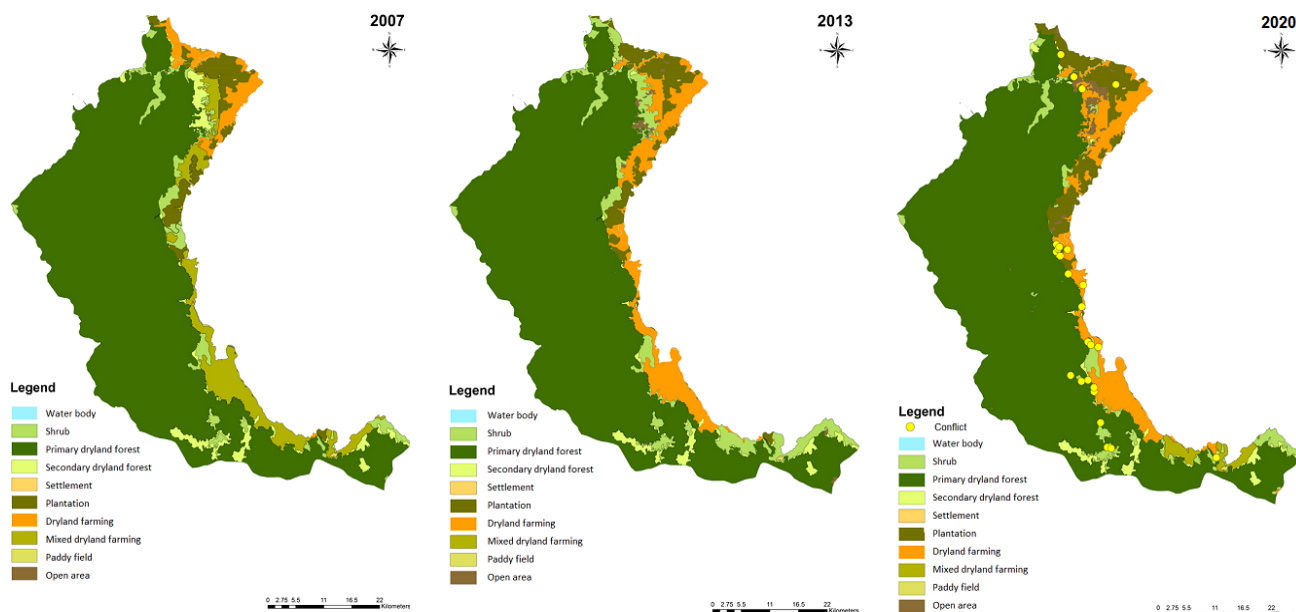 2007
Legend
Water body
Shrub
Primary dryland forest
Secondary dryland forest
Settlement
Plantation
Dryland farming
Mixed dryland farming
Paddy field
Open area
0 2.75 5.5 11 16.5 22
Kilometers
2013
Legend
Water body
Shrub
Primary dryland forest
Secondary dryland forest
Settlement
Plantation
Dryland farming
Mixed dryland farming
Paddy field
Open area
0 2.75 5.5 11 16.5 22
Kilometers
2020
Legend
Conflict
Water body
Shrub
Primary dryland forest
Secondary dryland forest
Settlement
Plantation
Dryland farming
Mixed dryland farming
Paddy field
Open area
0 2.75 5.5 11 16.5 22